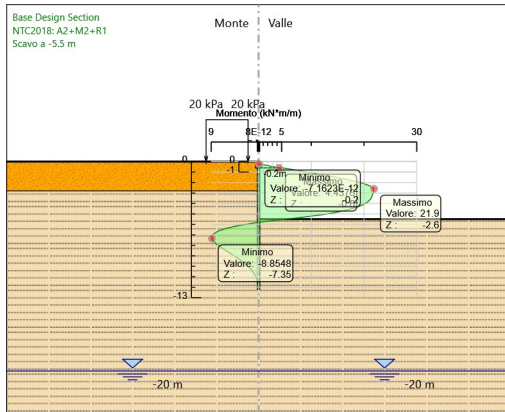 Base Design Section
NTC2018: A2+M2+R1
Scavo a -5.5 m
Monte
Valle
20 kPa
20 kPa
Momento (kN*m/m)
9
5
30
0
0
-1
-0.2m
Minimo
Valore: -7.1623E-12
Z : -0.2
Massimo
Massimo
Valore: 21.9
Z : -2.6
Minimo
Valore: -8.8548
Z : -7.35
-13
-20 m
-20 m